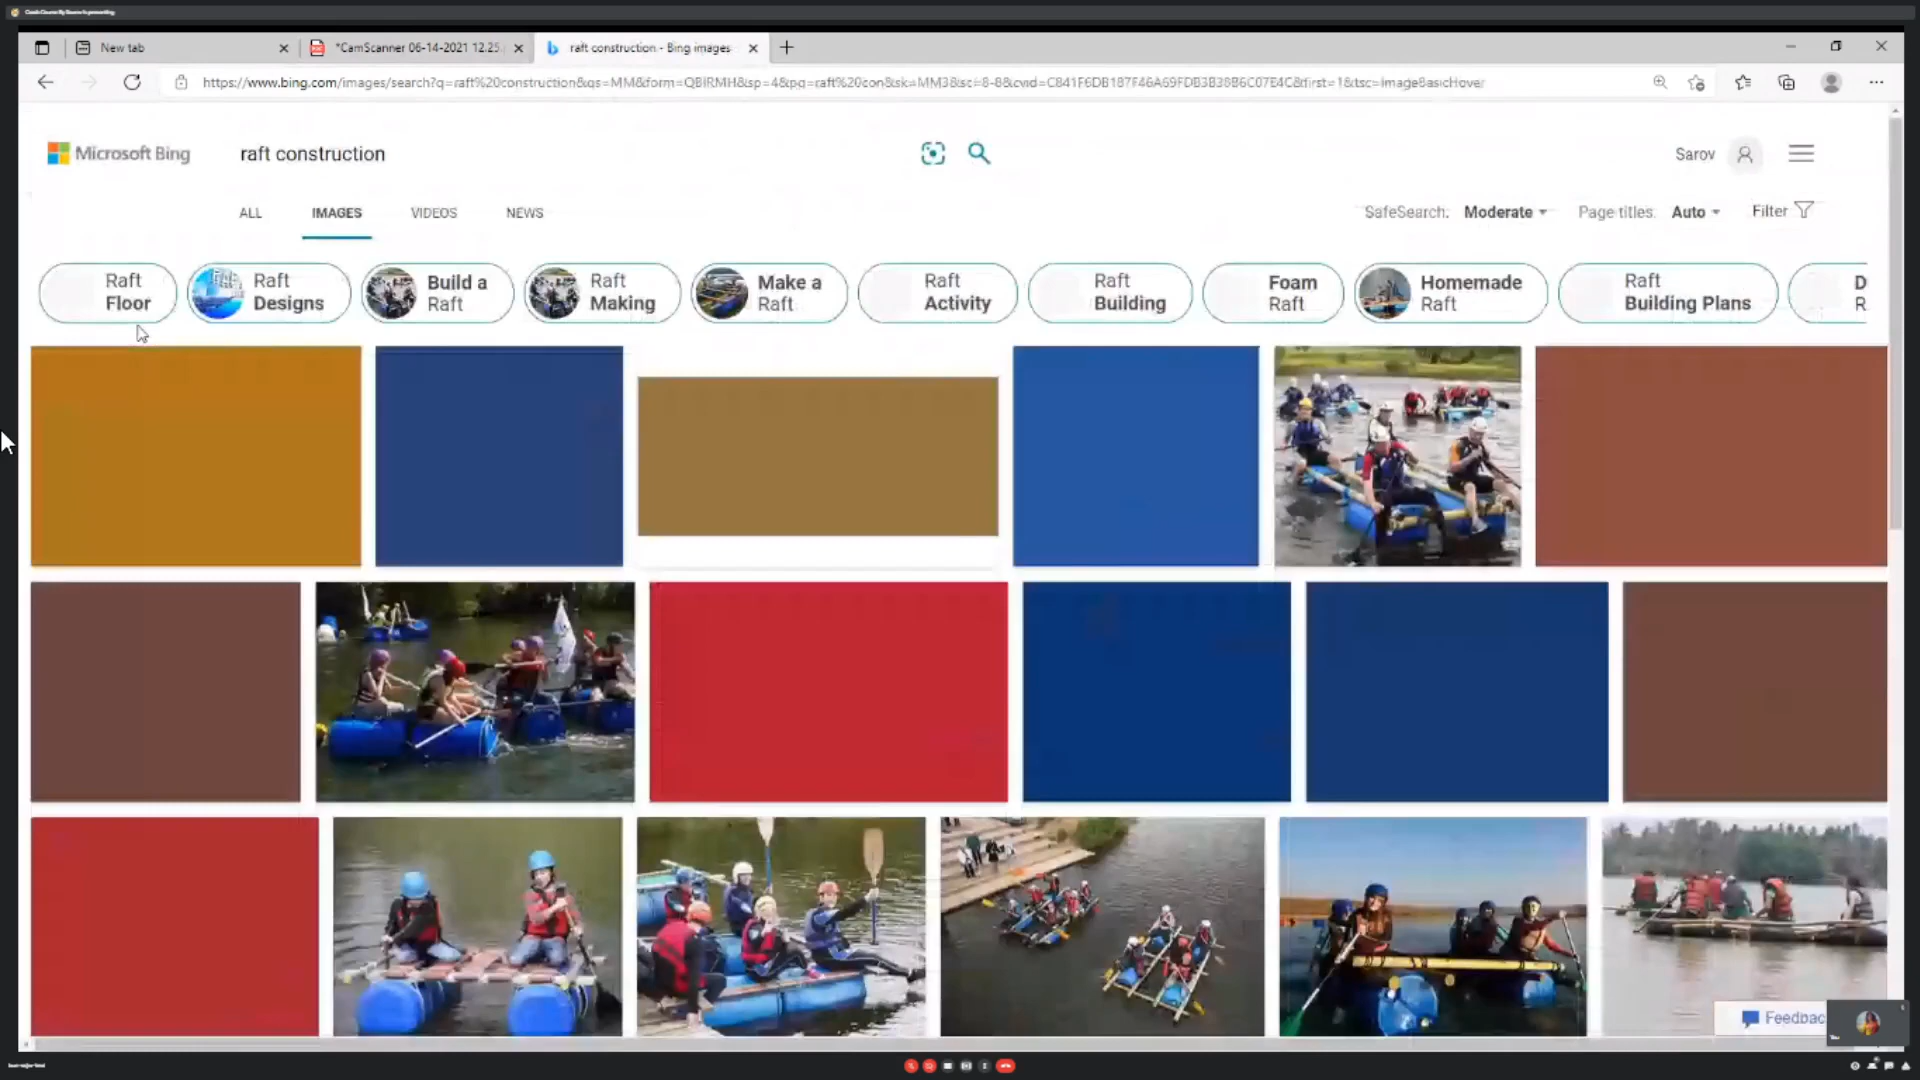 New tab
*CamScanner 06-14-2021 12.25.
raft construction - Bing images
Microsoft Bing
raft construction
Sarov
ALL
IMAGES
VIDEOS
NEWS
SafeSearch: Moderate
Page titles: Auto
Filter
Raft Floor
Raft Designs
Build a Raft
Raft Making
Make a Raft
Raft Activity
Raft Building
Foam Raft
Homemade Raft
Raft Building Plans
D
R
Feedbac